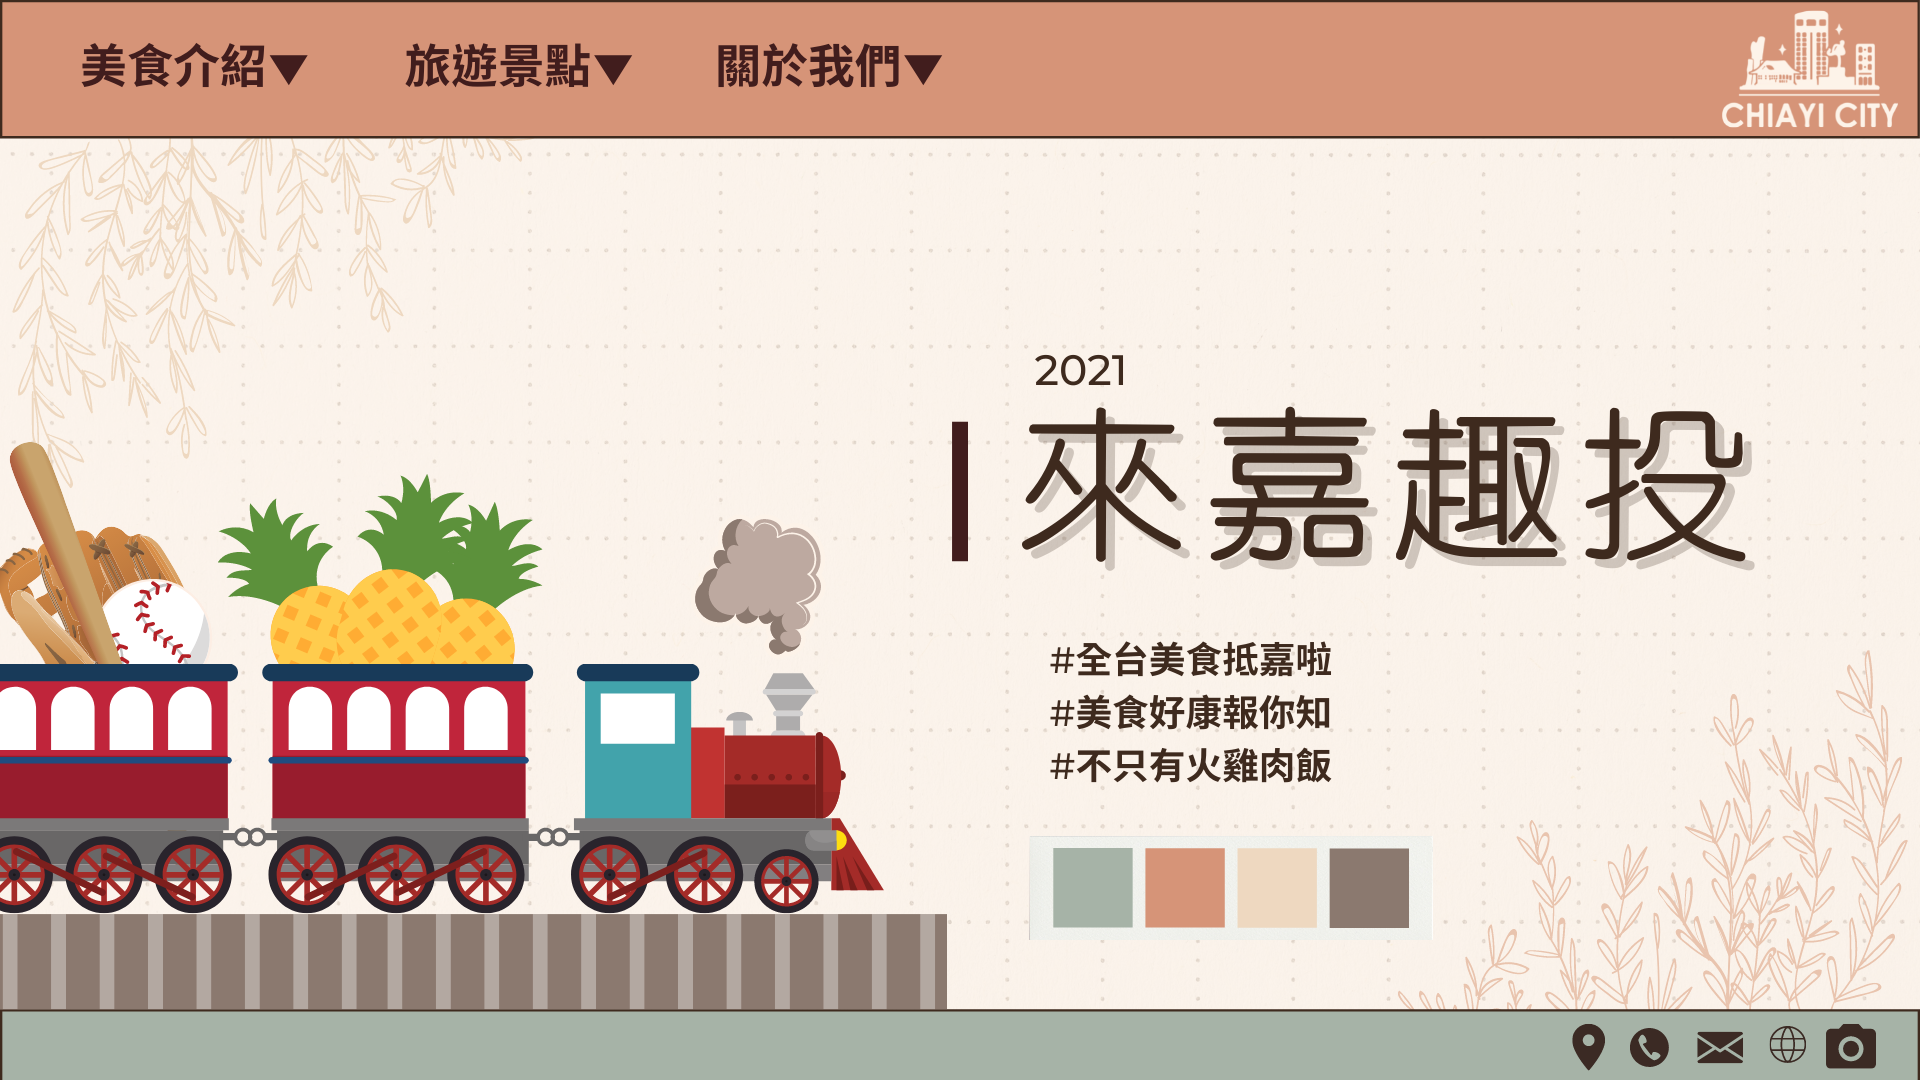 美食介紹▼ 旅遊景點▼ 關於我們▼
CHIAYI CITY
2021
來嘉趣投
#全台美食抵嘉啦
#美食好康報你知
#不只有火雞肉飯